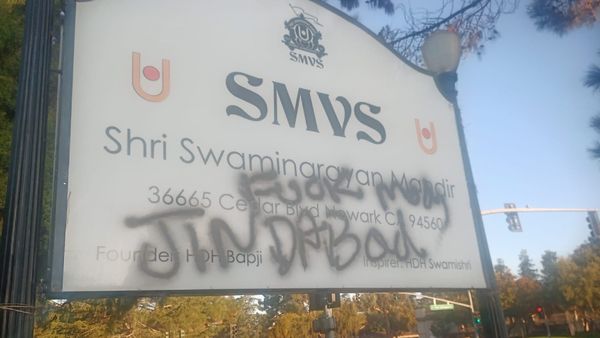 SMVS
SMVS
Shri Swaminarayan Mandir
Fuck Modi
36665 Cedar Blvd Newark CA 94560
JINDABad
Founder: HDH Bapji
Inspirer: HDH Swamishri